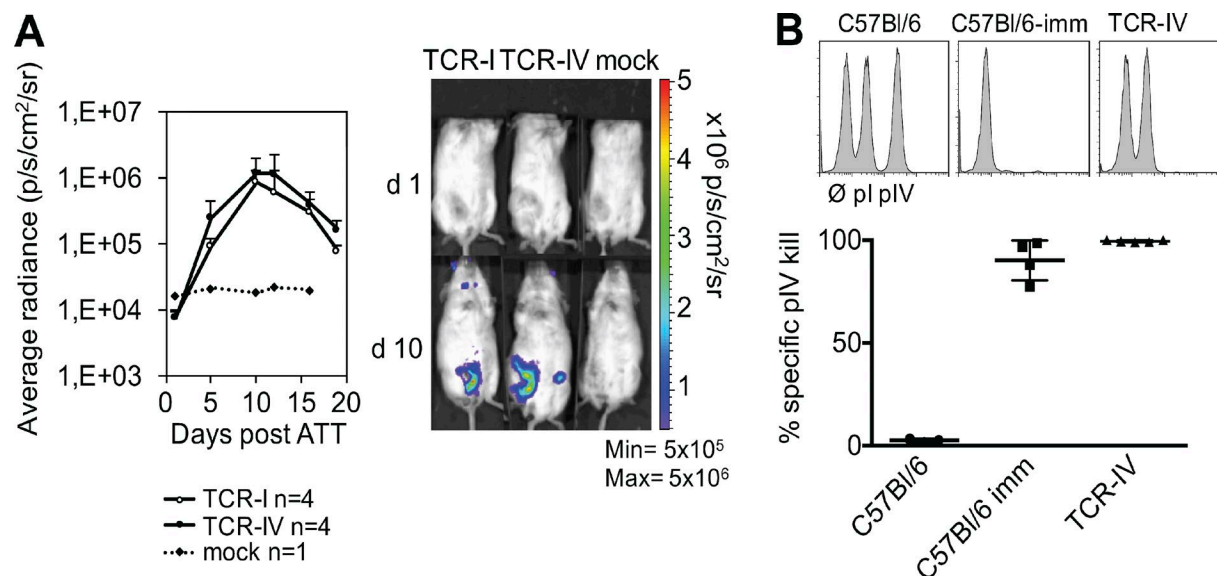 A
Average radiance (p/s/cm²/sr)
1,E+07
1,E+06
1,E+05
1,E+04
1,E+03
0 5 10 15 20
Days post ATT
TCR-I n=4
TCR-IV n=4
mock n=1
TCR-I TCR-IV mock
d 1
d 10
5
4
3
2
1
x10⁶ p/s/cm²/sr
Min= 5x10⁵
Max= 5x10⁶
B
C57Bl/6 C57Bl/6-imm TCR-IV
Ø pI pIV
% specific pIV kill
100
50
0
C57Bl/6
C57Bl/6 imm
TCR-IV